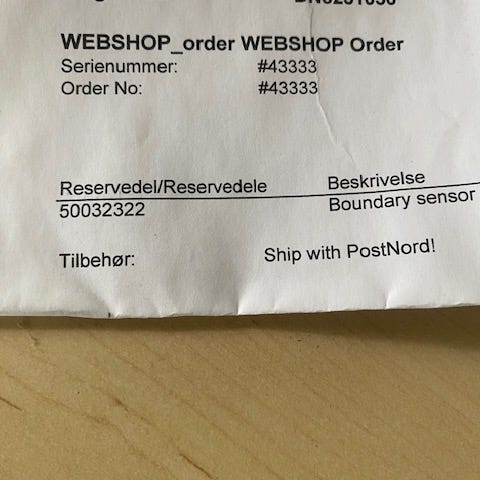 WEBSHOP_order WEBSHOP Order
Serienummer: #43333
Order No: #43333
Reservedel/Reservedele Beskrivelse
50032322 Boundary sensor
Tilbehør: Ship with PostNord!